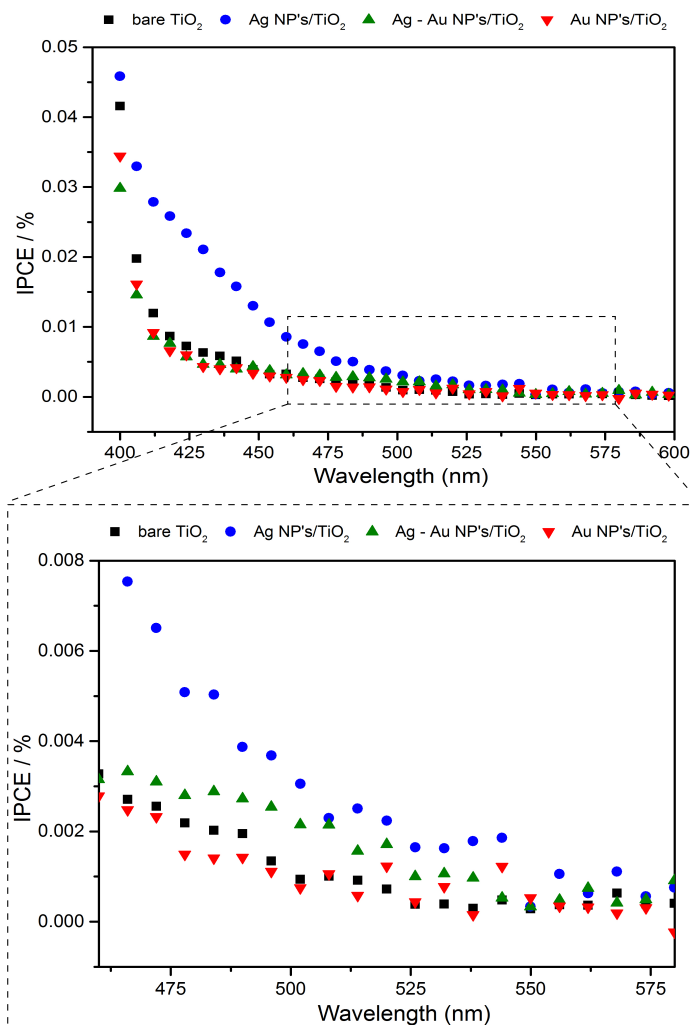 bare TiO₂ Ag NP's/TiO₂ Ag - Au NP's/TiO₂ Au NP's/TiO₂
0.05
0.04
0.03
0.02
0.01
0.00
IPCE / %
400 425 450 475 500 525 550 575 600
Wavelength (nm)
bare TiO₂ Ag NP's/TiO₂ Ag - Au NP's/TiO₂ Au NP's/TiO₂
0.008
0.006
0.004
0.002
0.000
IPCE / %
475 500 525 550 575
Wavelength (nm)